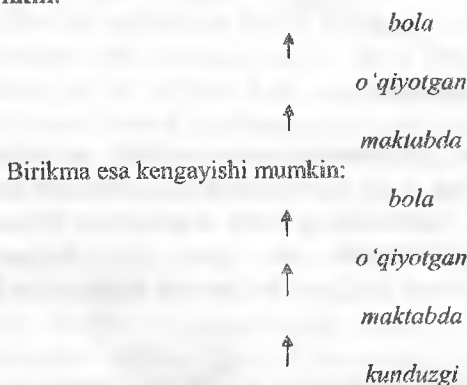 bola
o‘qiyotgan
maktabda
Birikma esa kengayishi mumkin:
bola
o‘qiyotgan
maktabda
kunduzgi